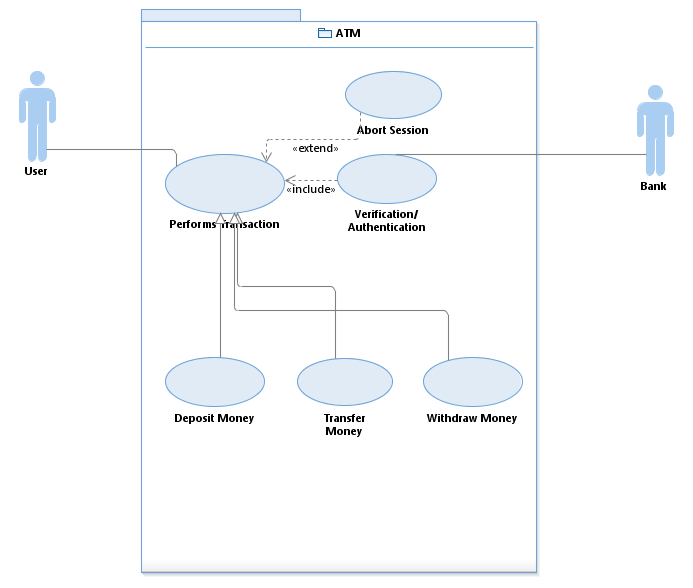 ATM
Abort Session
«extend»
User
Bank
«include»
Performs Transaction
Verification/
Authentication
Deposit Money
Transfer
Money
Withdraw Money